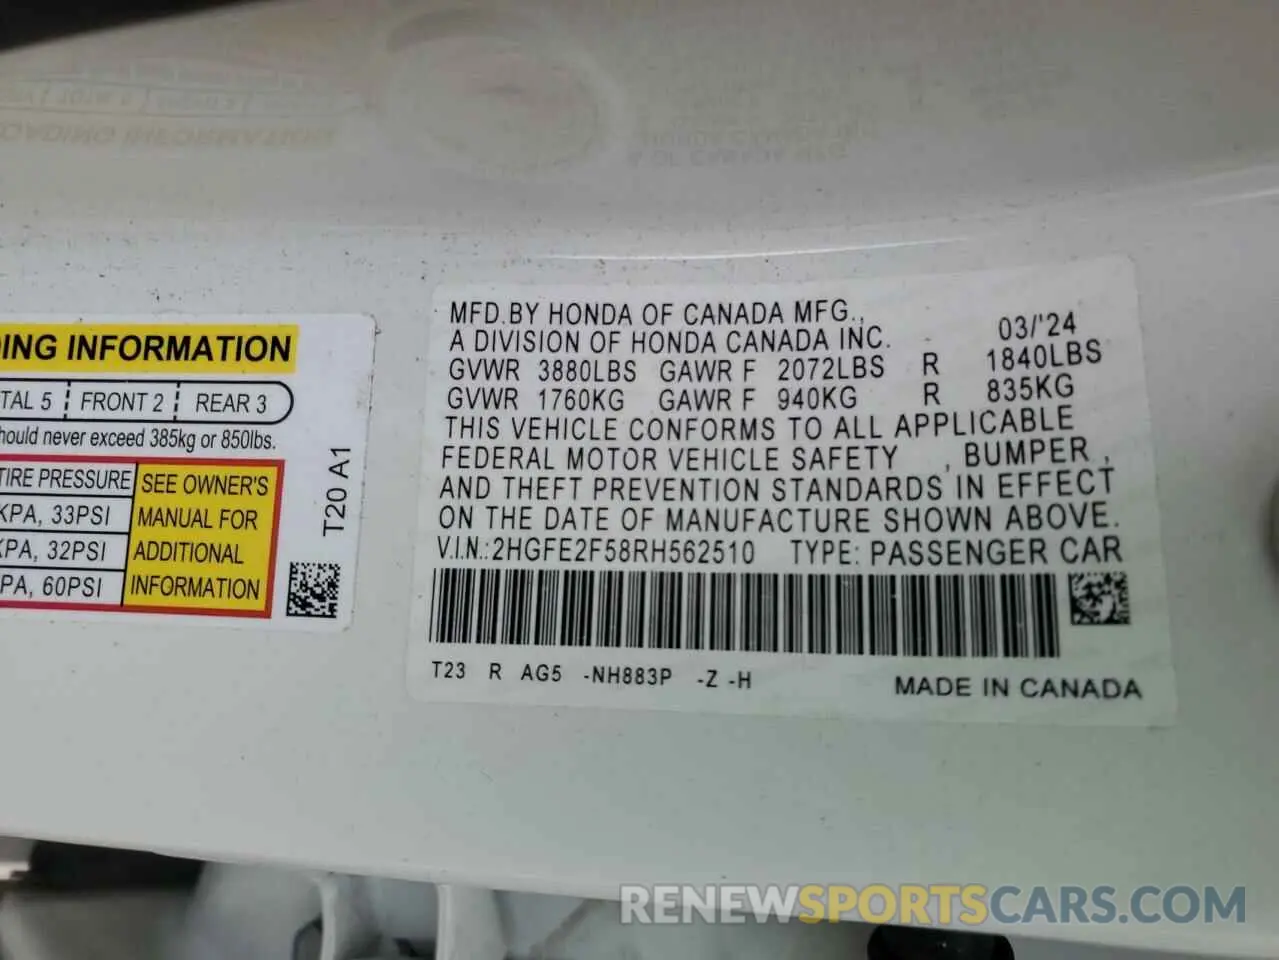 DING INFORMATION
TAL 5 FRONT 2 REAR 3
should never exceed 385kg or 850lbs.
TIRE PRESSURE
KPA, 33PSI
KPA, 32PSI
PA, 60PSI
SEE OWNER'S
MANUAL FOR
ADDITIONAL
INFORMATION
T20 A1
MFD.BY HONDA OF CANADA MFG.,
A DIVISION OF HONDA CANADA INC. 03/'24
GVWR 3880LBS GAWR F 2072LBS R 1840LBS
GVWR 1760KG GAWR F 940KG R 835KG
THIS VEHICLE CONFORMS TO ALL APPLICABLE
FEDERAL MOTOR VEHICLE SAFETY , BUMPER ,
AND THEFT PREVENTION STANDARDS IN EFFECT
ON THE DATE OF MANUFACTURE SHOWN ABOVE.
V.I.N.:2HGFE2F58RH562510 TYPE: PASSENGER CAR
T23 R AG5 -NH883P -Z -H
MADE IN CANADA
RENEWSPORTSCARS.COM